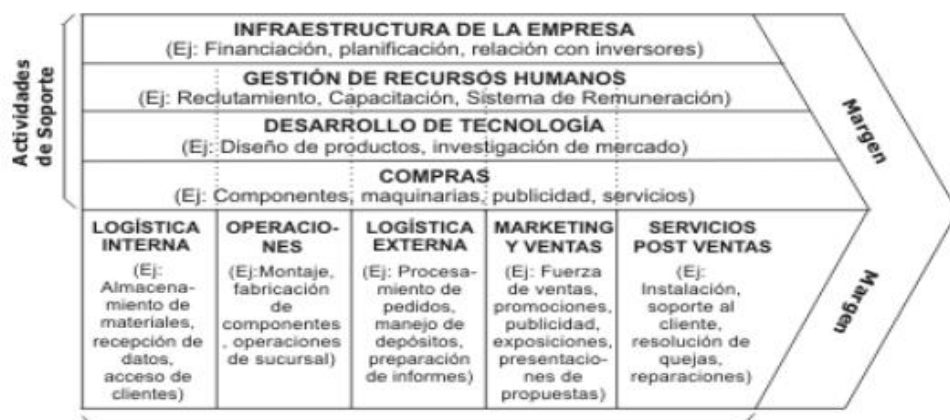 Actividades
de Soporte
INFRAESTRUCTURA DE LA EMPRESA
(Ej: Financiación, planificación, relación con inversores)
GESTIÓN DE RECURSOS HUMANOS
(Ej: Reclutamiento, Capacitación, Sistema de Remuneración)
DESARROLLO DE TECNOLOGÍA
(Ej: Diseño de productos, investigación de mercado)
COMPRAS
(Ej: Componentes, maquinarias, publicidad, servicios)
LOGÍSTICA
INTERNA
(Ej:
Almacena-
miento de
materiales,
recepción de
datos,
acceso de
clientes)
OPERACIO-
NES
(Ej:Montaje,
fabricación
de
componentes
, operaciones
de sucursal)
LOGÍSTICA
EXTERNA
(Ej: Procesa-
miento de
pedidos,
manejo de
depósitos,
preparación
de informes)
MARKETING
Y VENTAS
(Ej: Fuerza
de ventas,
promociones,
publicidad,
exposiciones,
presentacio-
nes de
propuestas)
SERVICIOS
POST VENTAS
(Ej:
Instalación,
soporte al
cliente,
resolución de
quejas,
reparaciones)
Margen
Margen